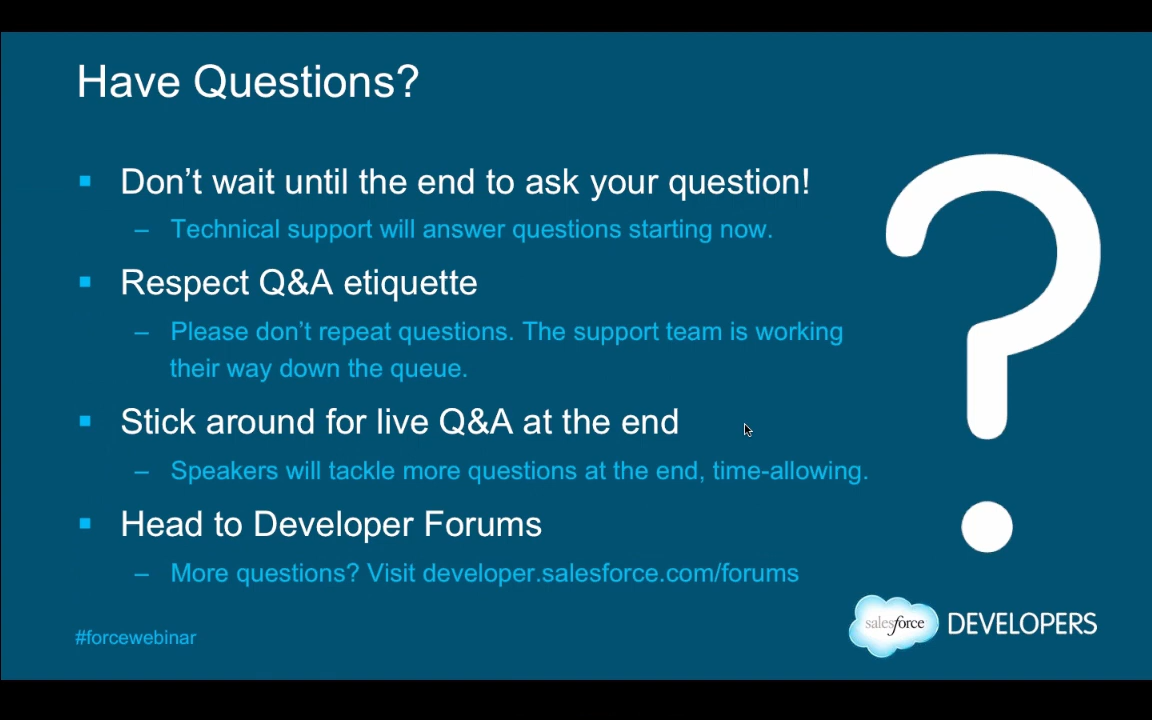 Have Questions?
Don’t wait until the end to ask your question!
– Technical support will answer questions starting now.
Respect Q&A etiquette
– Please don’t repeat questions. The support team is working
their way down the queue.
Stick around for live Q&A at the end
– Speakers will tackle more questions at the end, time-allowing.
Head to Developer Forums
– More questions? Visit developer.salesforce.com/forums
#forcewebinar
salesforce DEVELOPERS